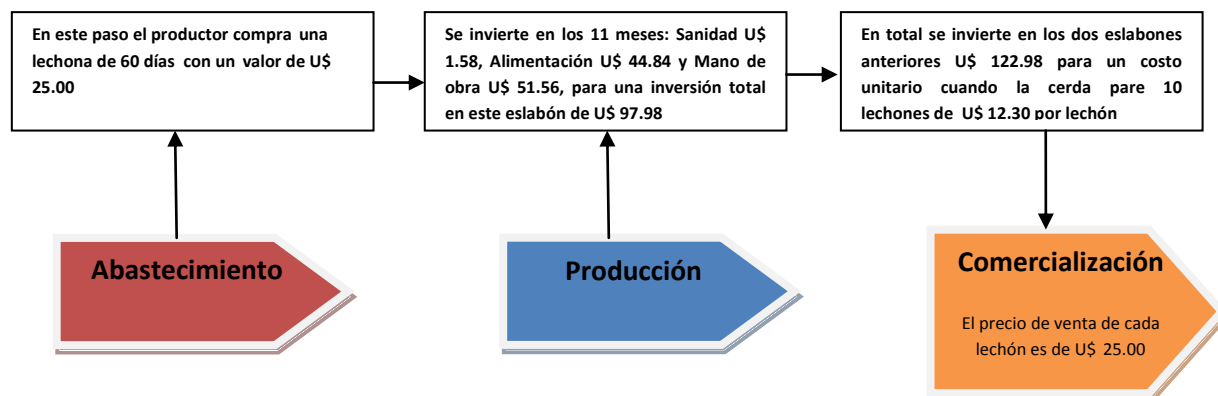 En este paso el productor compra una
lechona de 60 días con un valor de U$
25.00
Se invierte en los 11 meses: Sanidad U$
1.58, Alimentación U$ 44.84 y Mano de
obra U$ 51.56, para una inversión total
en este eslabón de U$ 97.98
En total se invierte en los dos eslabones
anteriores U$ 122.98 para un costo
unitario cuando la cerda pare 10
lechones de U$ 12.30 por lechón
Abastecimiento
Producción
Comercialización
El precio de venta de cada
lechón es de U$ 25.00